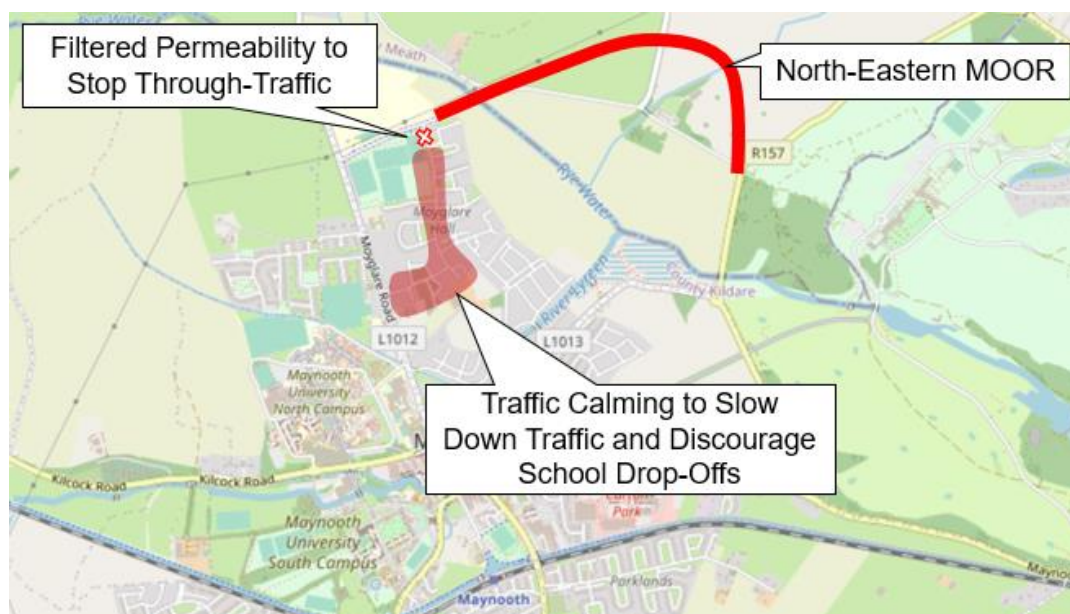 Filtered Permeability to
Stop Through-Traffic
North-Eastern MOOR
Rye Water
Meath
R157
Rye Water
Moyglare
Hall
Moyglare Road
County Kildare
River Lyreen
L1012
L1013
Maynooth
University
North Campus
Traffic Calming to Slow
Down Traffic and Discourage
School Drop-Offs
Kilcock Road
Kilcock Road
Maynooth
University
South Campus
Park
Parklands
Maynooth